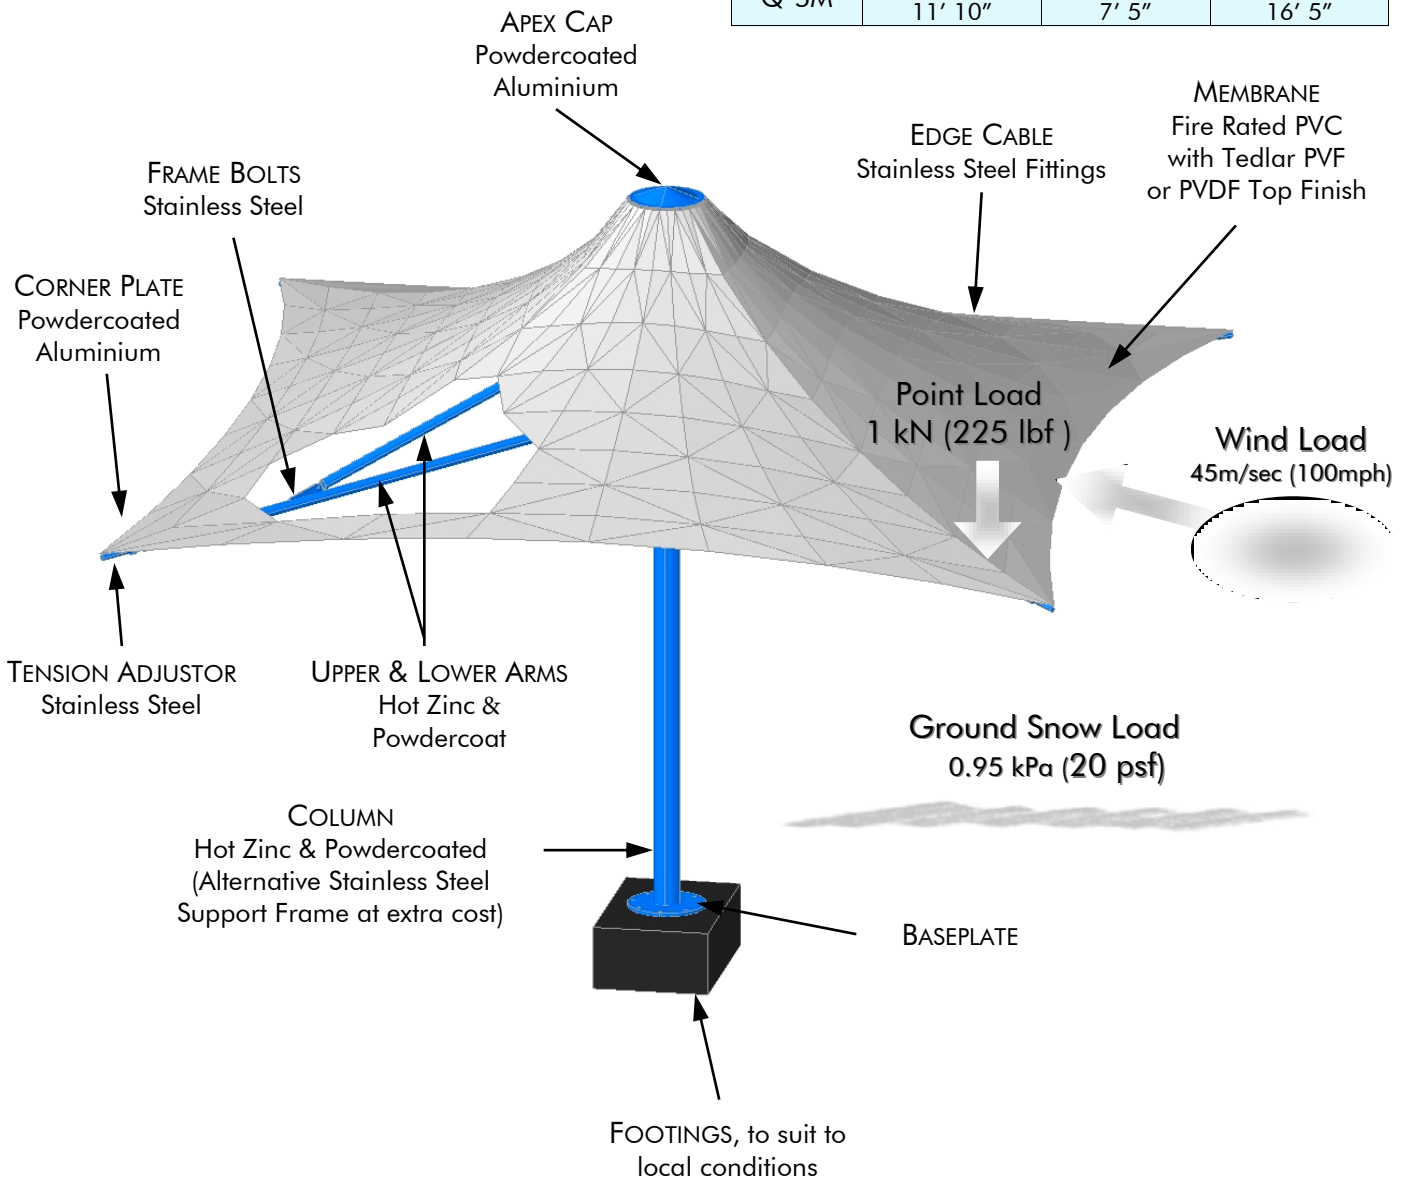 Q-5M
11’ 10” 7’ 5” 16’ 5”
APEX CAP
Powdercoated
Aluminium
MEMBRANE
Fire Rated PVC
with Tedlar PVF
or PVDF Top Finish
EDGE CABLE
Stainless Steel Fittings
FRAME BOLTS
Stainless Steel
CORNER PLATE
Powdercoated
Aluminium
Point Load
1 kN (225 lbf )
Wind Load
45m/sec (100mph)
TENSION ADJUSTOR
Stainless Steel
UPPER & LOWER ARMS
Hot Zinc &
Powdercoat
Ground Snow Load
0.95 kPa (20 psf)
COLUMN
Hot Zinc & Powdercoated
(Alternative Stainless Steel
Support Frame at extra cost)
BASEPLATE
FOOTINGS, to suit to
local conditions